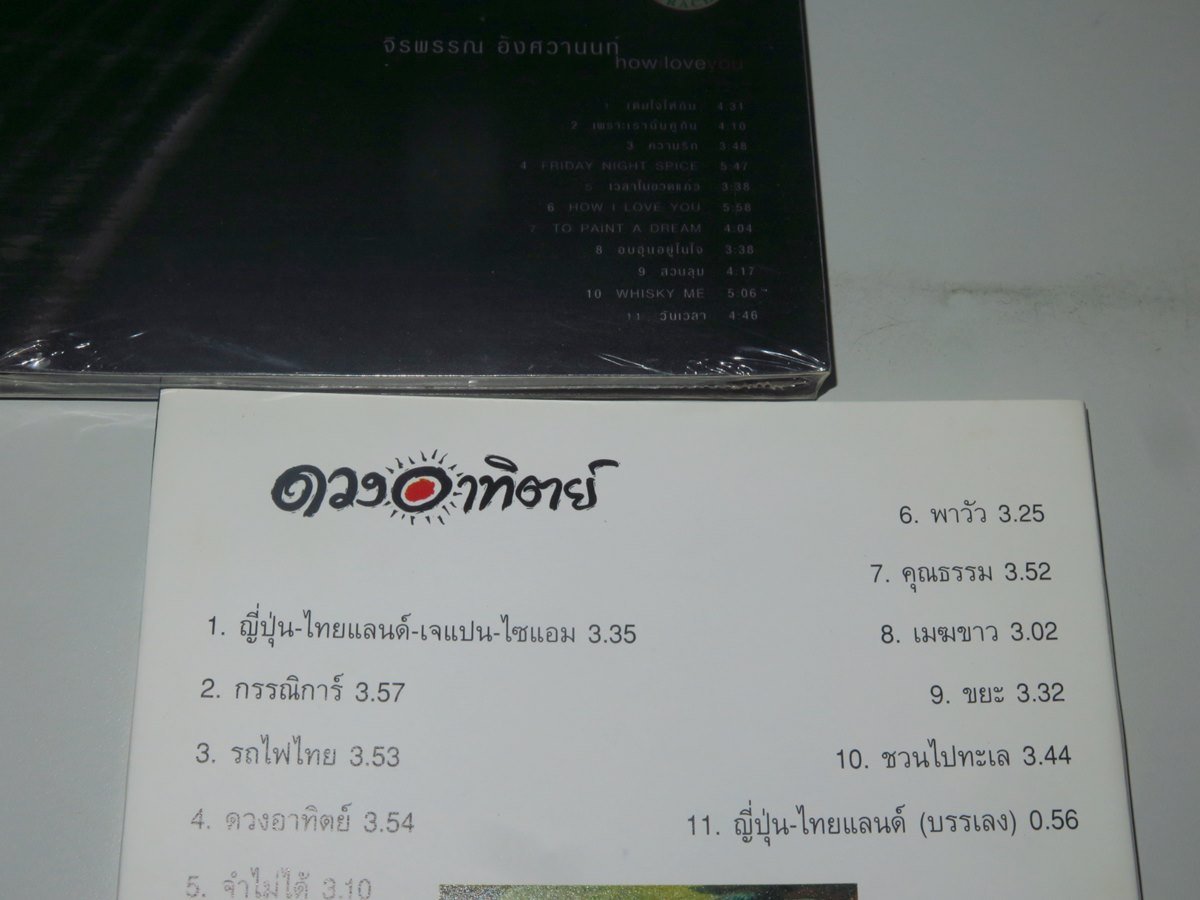 จิรพรรณ อังศวานนท์
how i love you
1 เติมใจให้กัน 4:31
2 เพราะเรานั้นคู่กัน 4:10
3 ความรัก 3:48
4 FRIDAY NIGHT SPICE 5:47
5 เวลาในขวดแก้ว 3:38
6 HOW I LOVE YOU 5:58
7 TO PAINT A DREAM 4:04
8 อบอุ่นอยู่ในใจ 3:38
9 สวนลุม 4:17
10 WHISKY ME 5:06
11 วันเวลา 4:46
ดวงอาทิตย์
1. ญี่ปุ่น-ไทยแลนด์-เจแปน-ไซแอม 3.35
2. กรรณิการ์ 3.57
3. รถไฟไทย 3.53
4. ดวงอาทิตย์ 3.54
5. จำไม่ได้ 3.10
6. พาวัว 3.25
7. คุณธรรม 3.52
8. เมฆขาว 3.02
9. ขยะ 3.32
10. ชวนไปทะเล 3.44
11. ญี่ปุ่น-ไทยแลนด์ (บรรเลง) 0.56